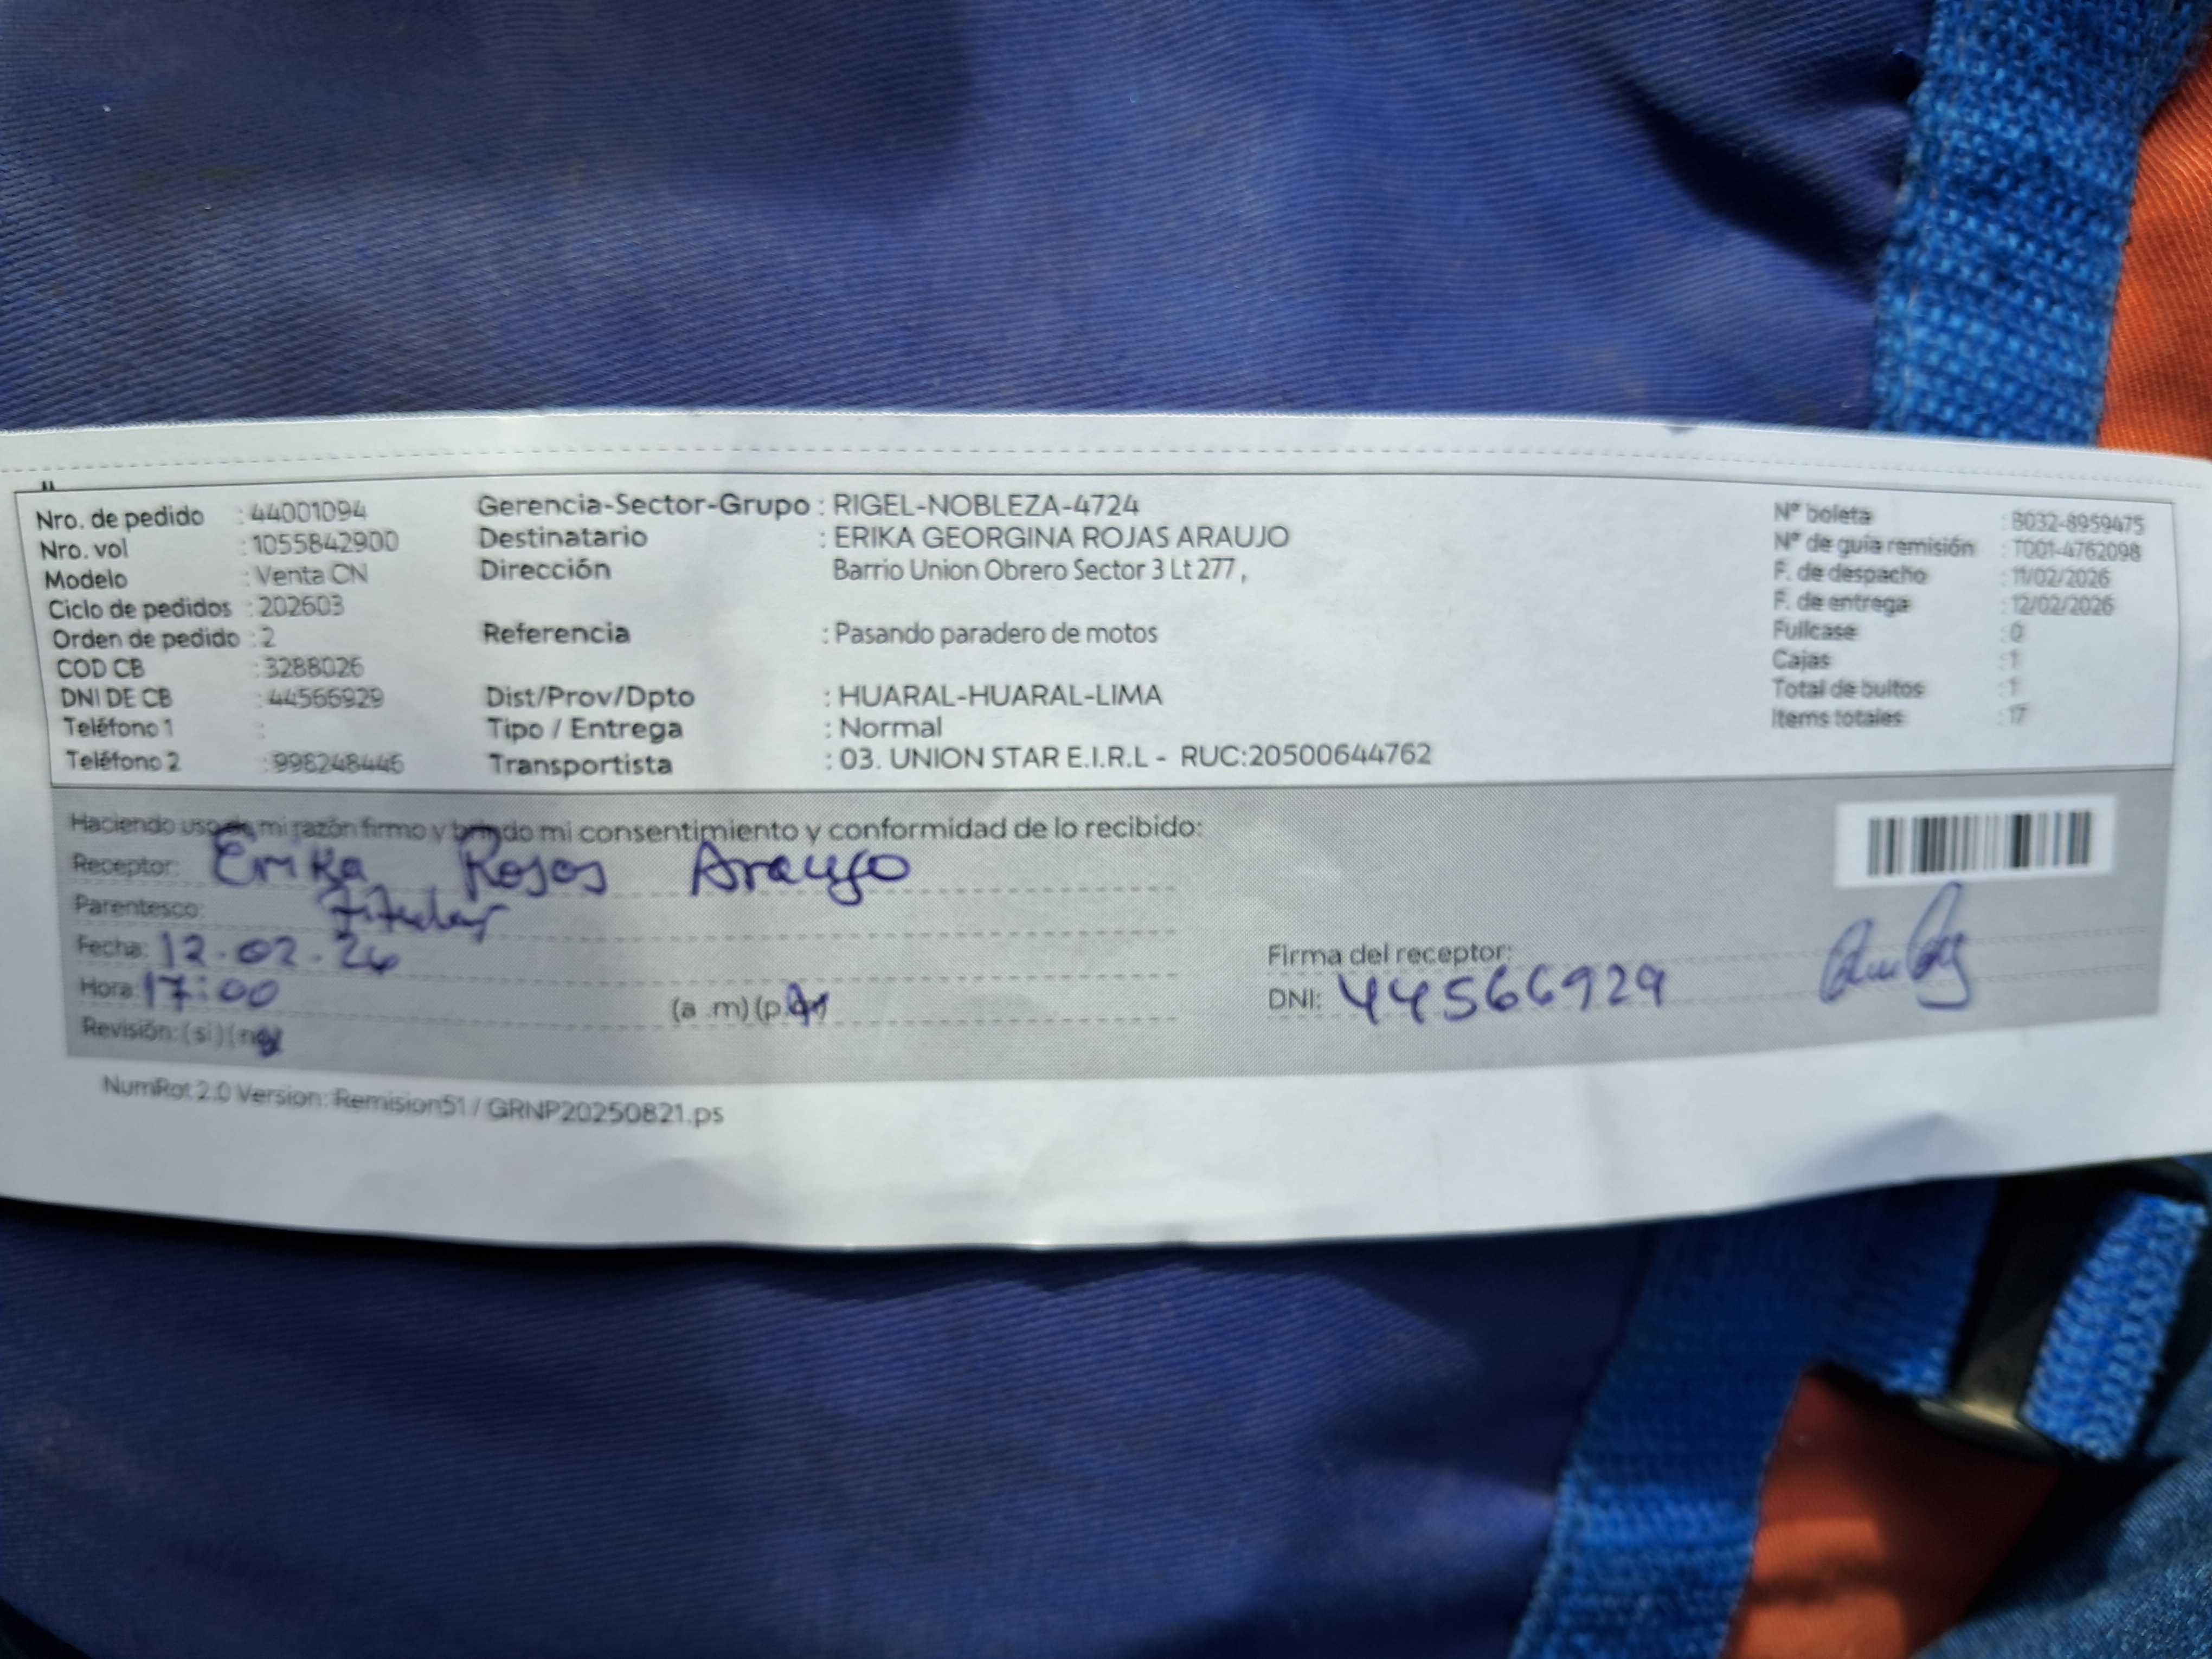 Nro. de pedido : 44001094
Nro. vol : 1055842900
Modelo : Venta CN
Ciclo de pedidos : 202603
Orden de pedido : 2
COD CB : 3288026
DNI DE CB : 44566929
Teléfono 1 :
Teléfono 2 : 998248446
Gerencia-Sector-Grupo : RIGEL-NOBLEZA-4724
Destinatario : ERIKA GEORGINA ROJAS ARAUJO
Dirección Barrio Union Obrero Sector 3 Lt 277 ,
Referencia : Pasando paradero de motos
Dist/Prov/Dpto : HUARAL-HUARAL-LIMA
Tipo / Entrega : Normal
Transportista : 03. UNION STAR E.I.R.L - RUC:20500644762
N° boleta : B032-8959475
N° de guía remisión : T001-4762098
F. de despacho : 11/02/2026
F. de entrega : 12/02/2026
Fullcase : 0
Cajas : 1
Total de bultos : 1
Items totales : 17
Haciendo uso de mi razón firmo y brindo mi consentimiento y conformidad de lo recibido:
Receptor: Erika Rojas Araujo
Parentesco: Titular
Fecha: 12.02.26
Hora: 17:00 (a .m) (p.m)
Revisión: (si) (no)
Firma del receptor:
DNI: 44566929
NumRot 2.0 Version: Remision51 / GRNP20250821.ps